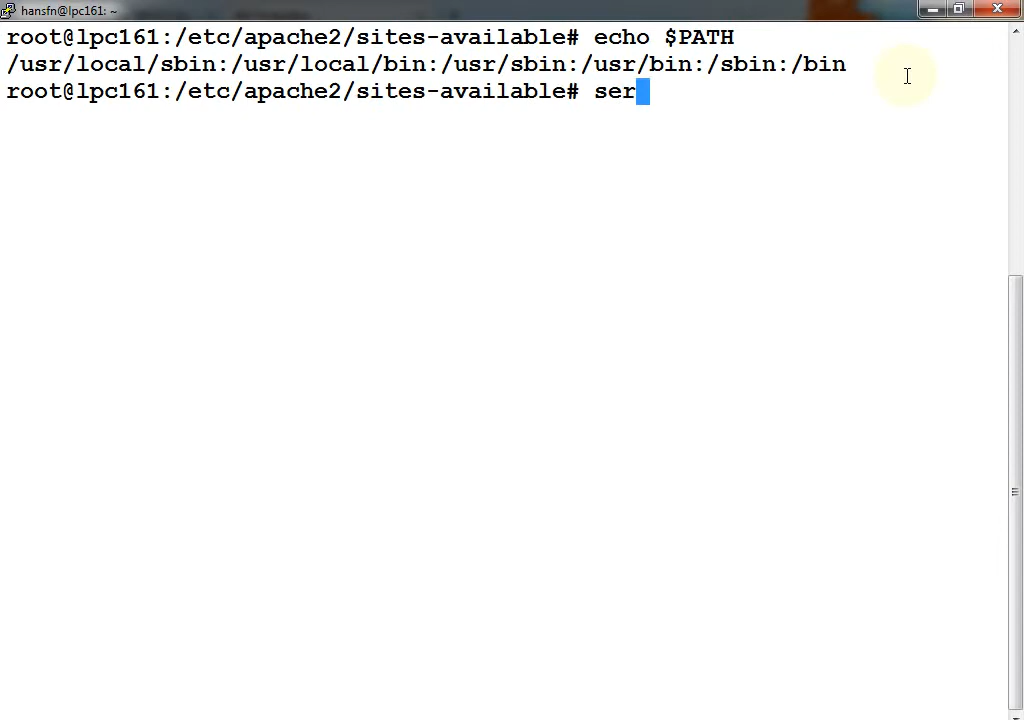 hansfn@lpc161: ~
root@lpc161:/etc/apache2/sites-available# echo $PATH
/usr/local/sbin:/usr/local/bin:/usr/sbin:/usr/bin:/sbin:/bin
root@lpc161:/etc/apache2/sites-available# ser